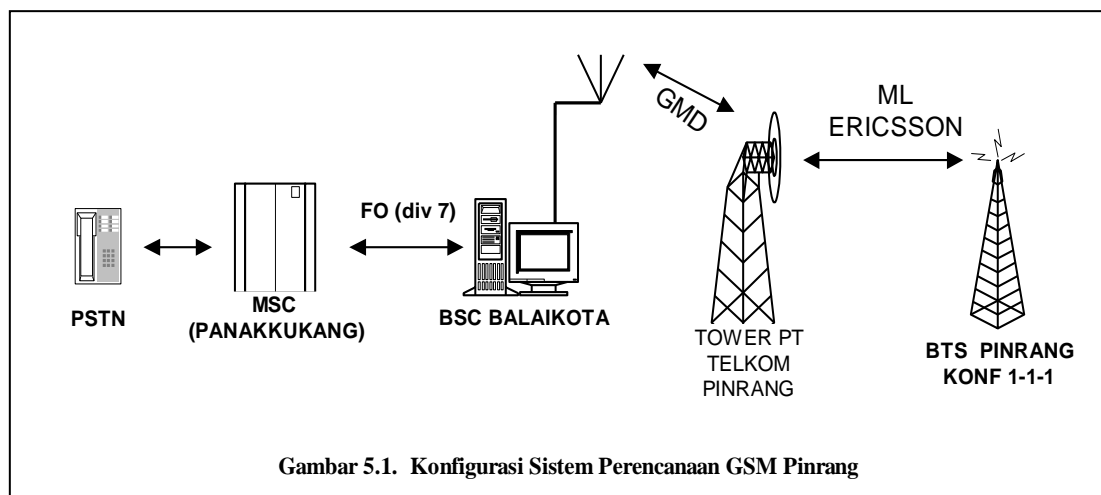 GMD
ML
ERICSSON
FO (div 7)
PSTN
MSC
(PANAKKUKANG)
BSC BALAIKOTA
TOWER PT
TELKOM
PINRANG
BTS PINRANG
KONF 1-1-1
Gambar 5.1. Konfigurasi Sistem Perencanaan GSM Pinrang